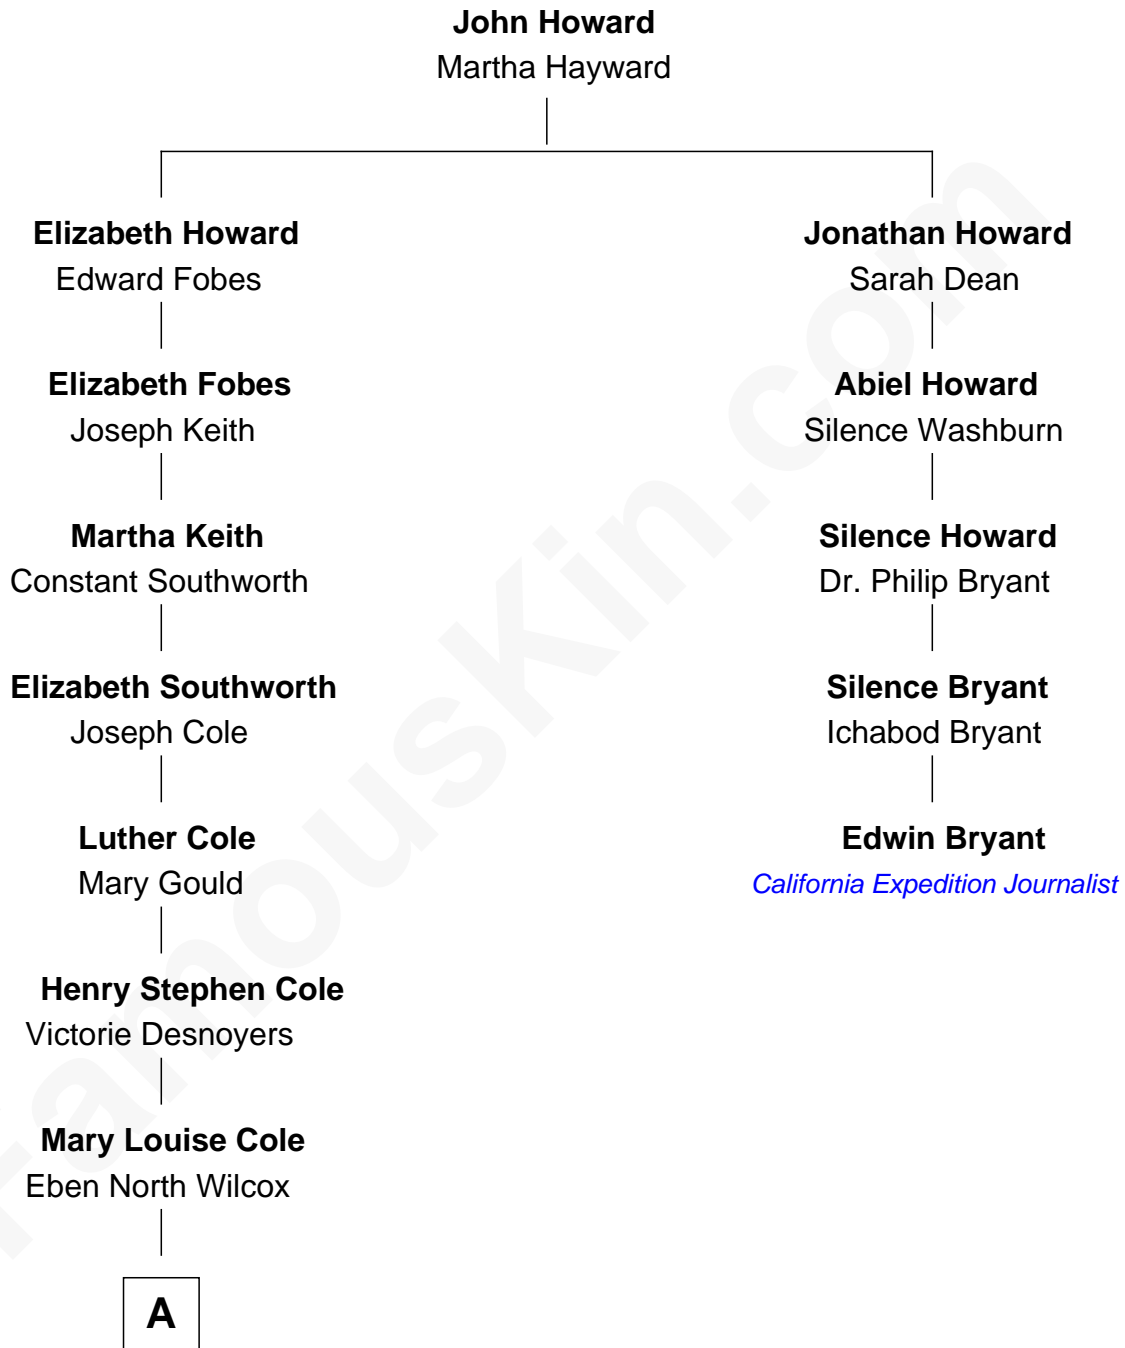 John Howard
Martha Hayward
Elizabeth Howard
Edward Fobes
Jonathan Howard
Sarah Dean
Elizabeth Fobes
Joseph Keith
Abiel Howard
Silence Washburn
Martha Keith
Constant Southworth
Silence Howard
Dr. Philip Bryant
Elizabeth Southworth
Joseph Cole
Silence Bryant
Ichabod Bryant
Luther Cole
Mary Gould
Edwin Bryant
California Expedition Journalist
Henry Stephen Cole
Victorie Desnoyers
Mary Louise Cole
Eben North Wilcox
A
FamousKin.com